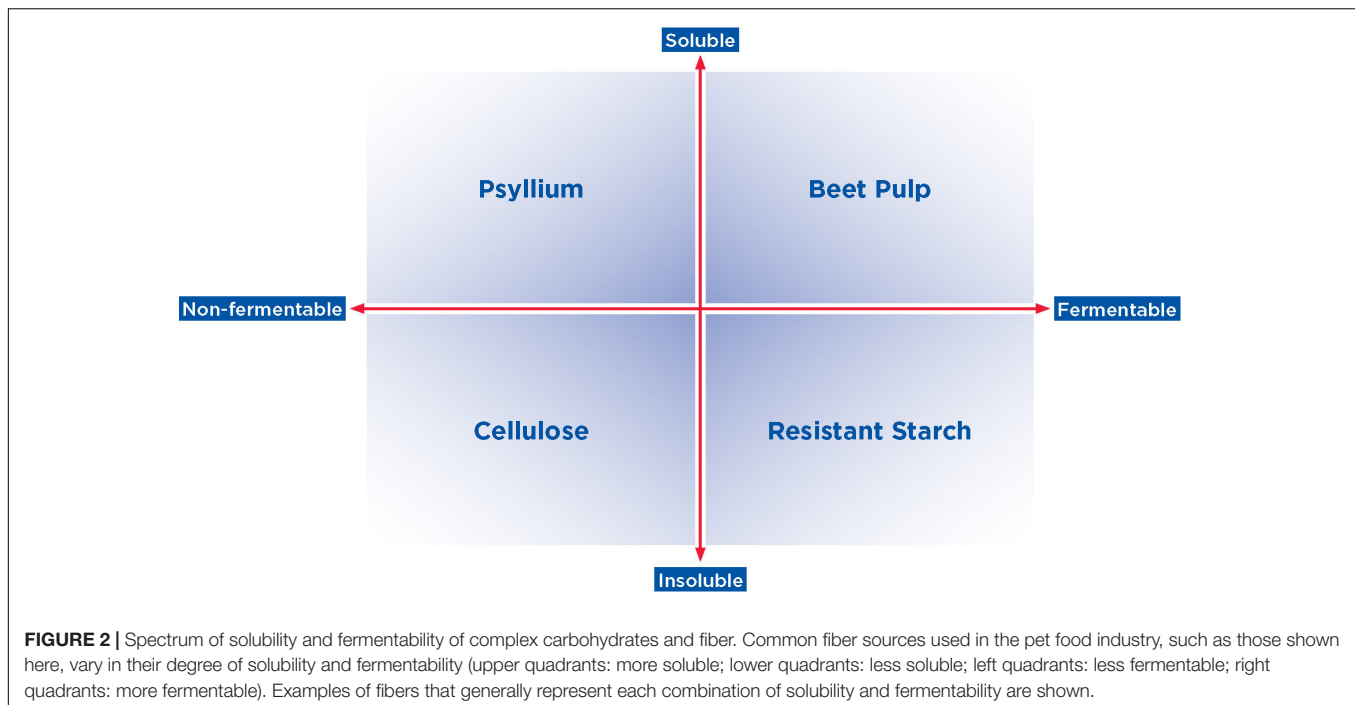 Soluble
Psyllium
Beet Pulp
Non-fermentable
Fermentable
Cellulose
Resistant Starch
Insoluble
FIGURE 2 | Spectrum of solubility and fermentability of complex carbohydrates and fiber. Common fiber sources used in the pet food industry, such as those shown
here, vary in their degree of solubility and fermentability (upper quadrants: more soluble; lower quadrants: less soluble; left quadrants: less fermentable; right
quadrants: more fermentable). Examples of fibers that generally represent each combination of solubility and fermentability are shown.